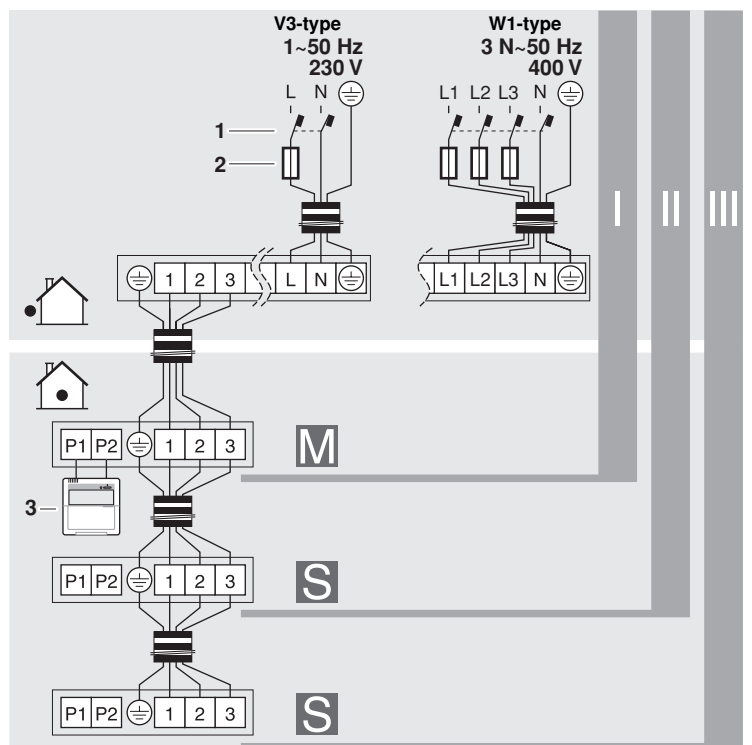 V3-type W1-type
1~50 Hz 3 N~50 Hz
230 V 400 V
L N L1 L2 L3 N
1
2
I II III
1 2 3 L N L1 L2 L3 N
P1 P2 1 2 3 M
3
P1 P2 1 2 3 S
P1 P2 1 2 3 S